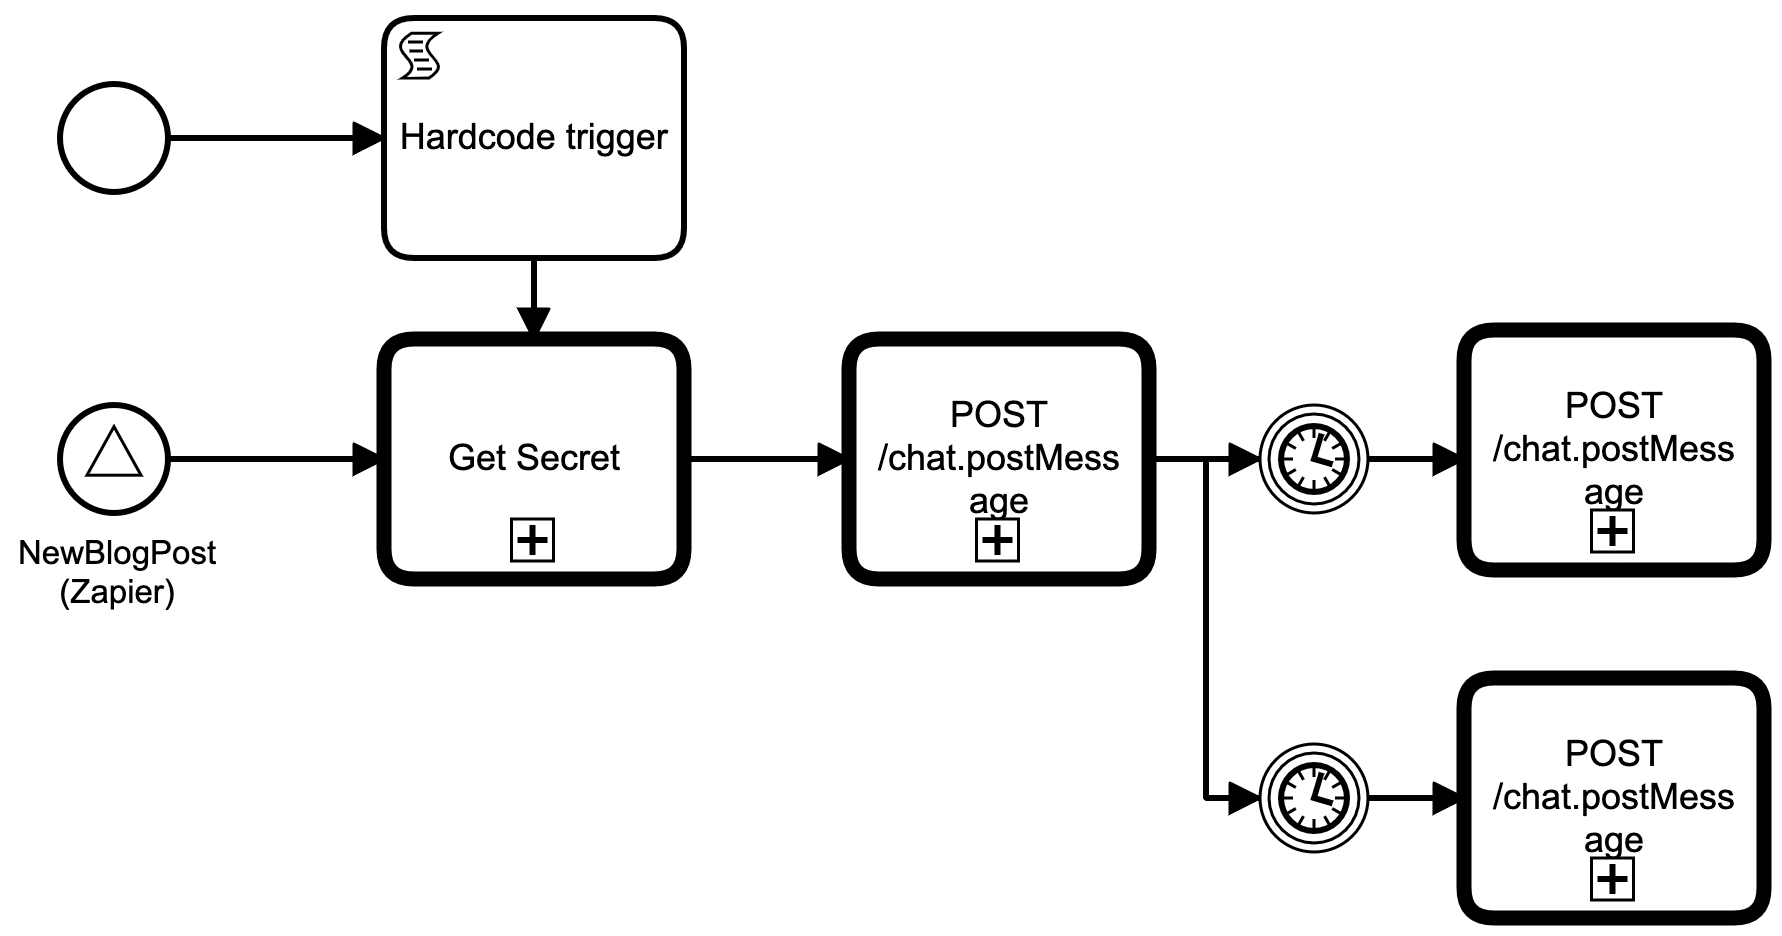 Hardcode trigger
NewBlogPost
(Zapier)
Get Secret
POST
/chat.postMess
age
POST
/chat.postMess
age
POST
/chat.postMess
age